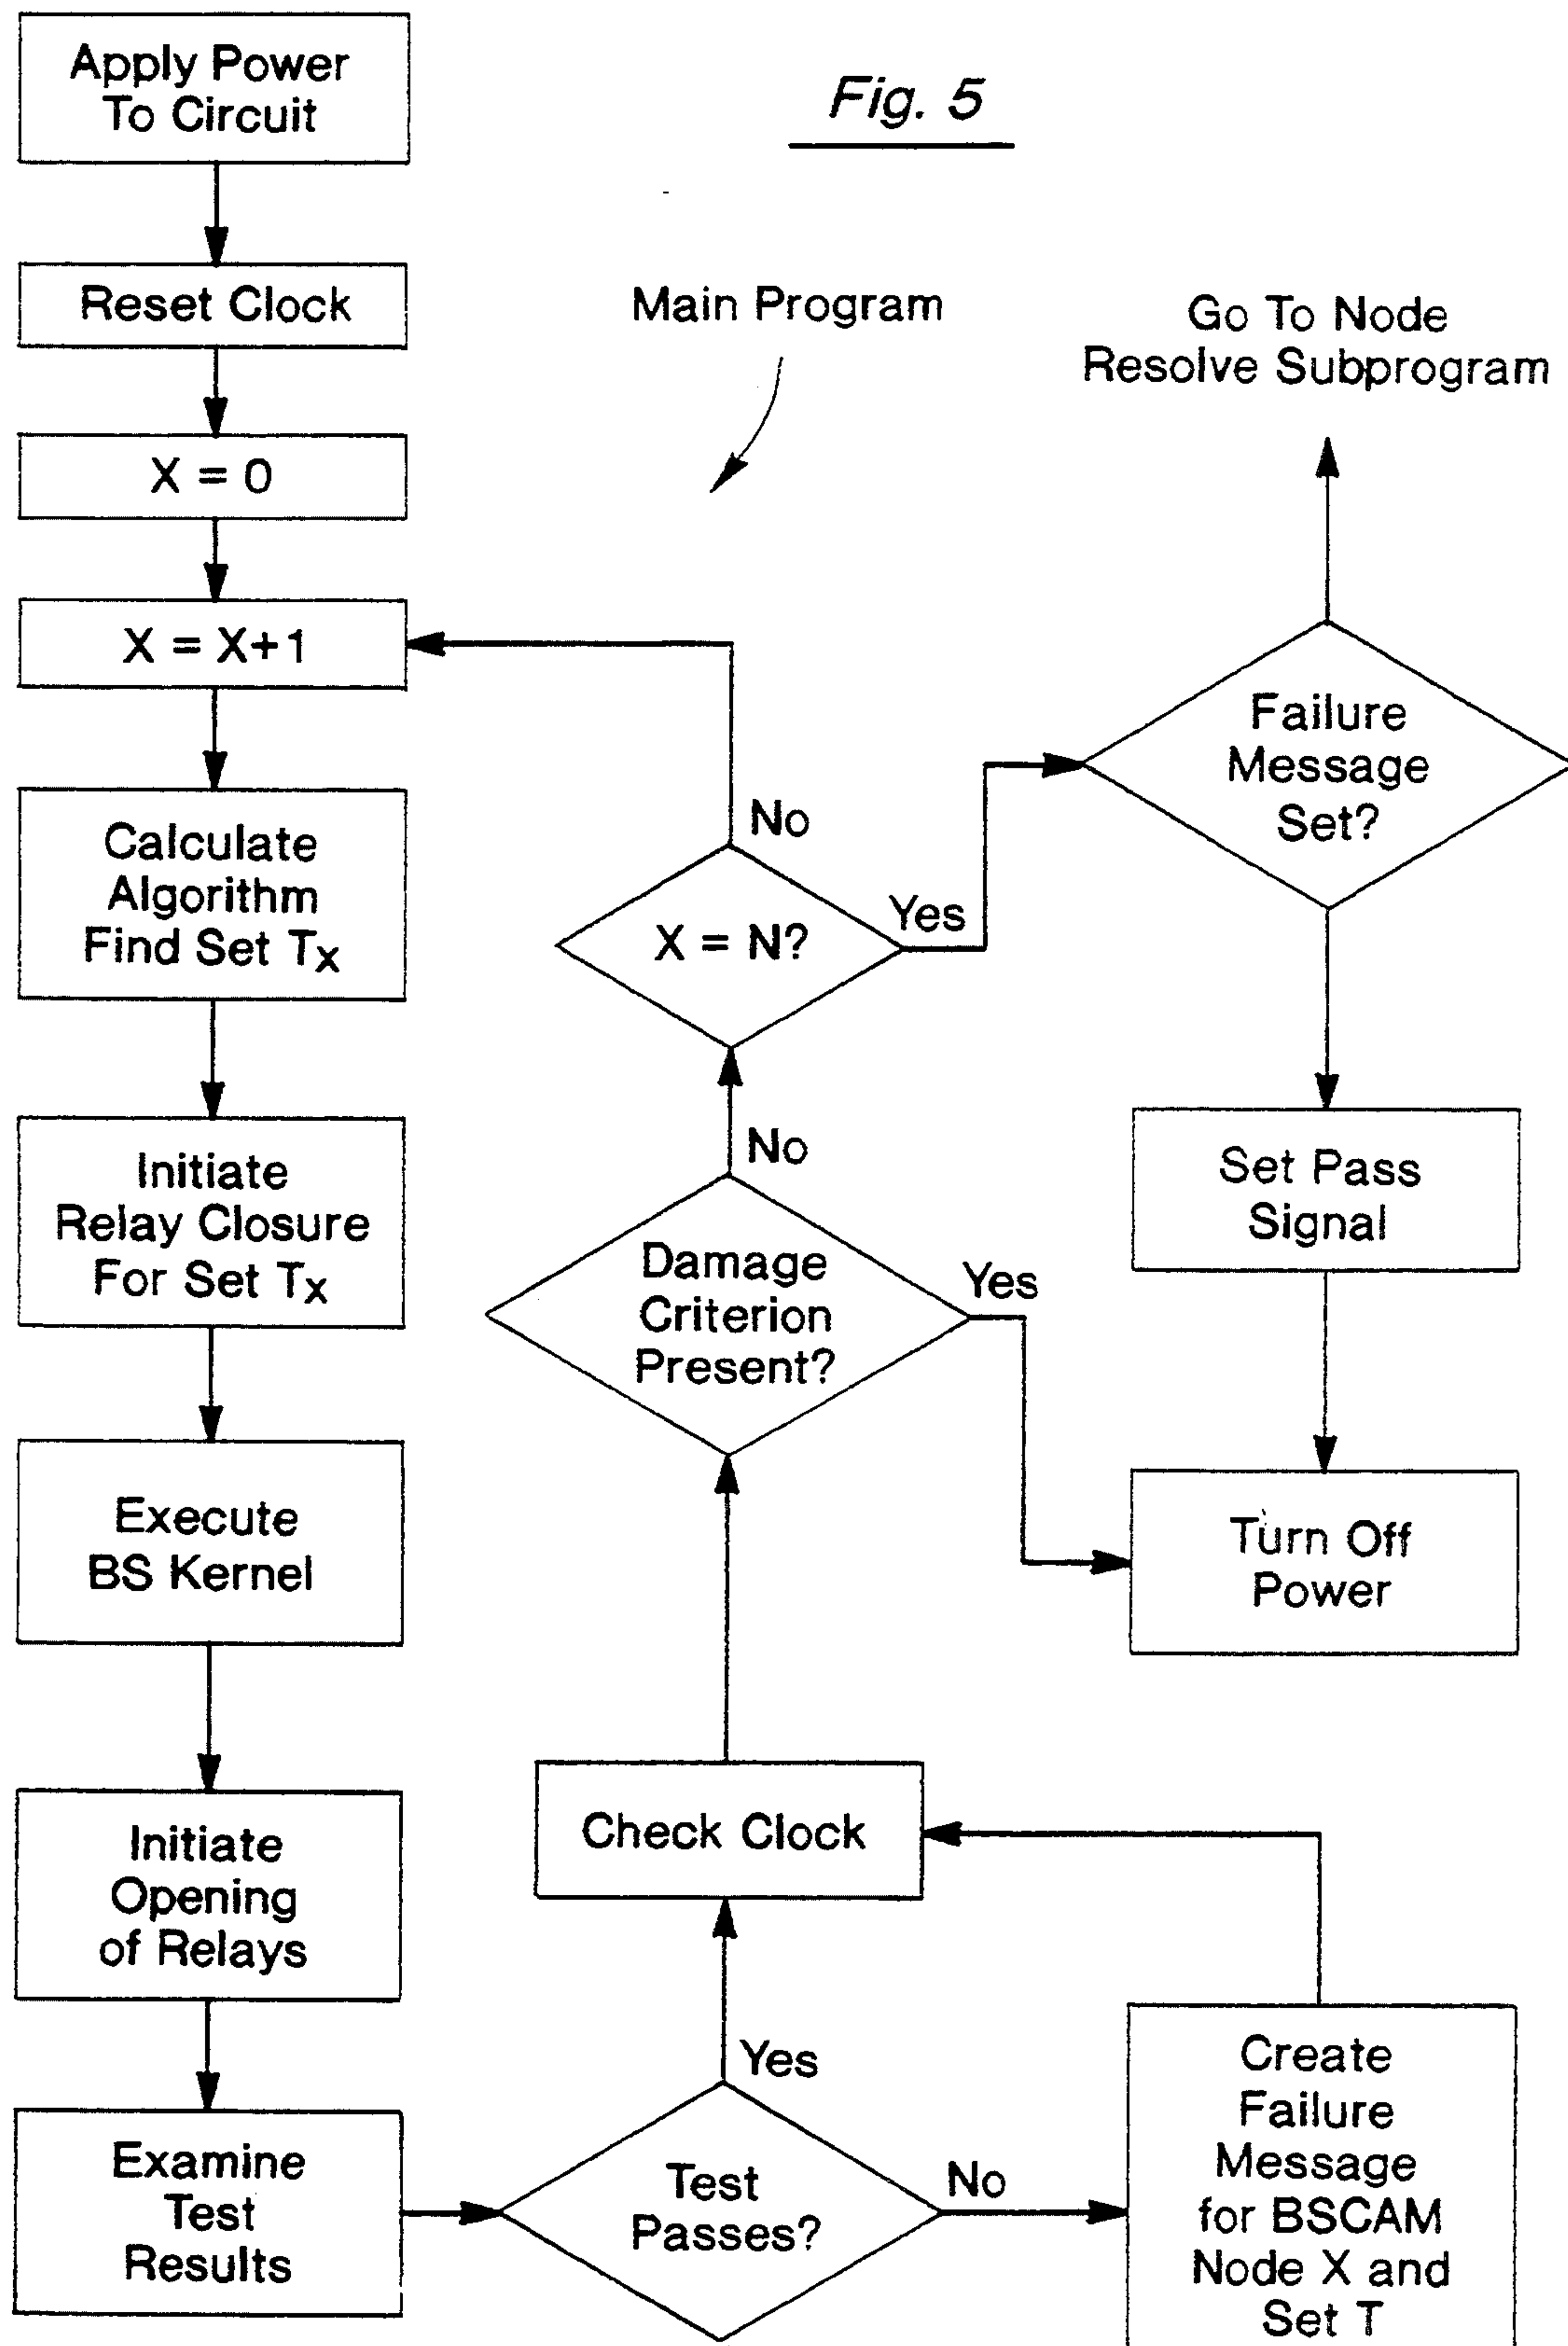 Apply Power
To Circuit
Fig. 5
Reset Clock
Main Program
Go To Node
Resolve Subprogram
X = 0
X = X+1
Failure
Message
Set?
Calculate
Algorithm
Find Set Tx
No
X = N?
Yes
Initiate
Relay Closure
For Set Tx
No
Damage
Criterion
Present?
Yes
Set Pass
Signal
Execute
BS Kernel
Turn Off
Power
Initiate
Opening
of Relays
Check Clock
Examine
Test
Results
Yes
Test
Passes?
No
Create
Failure
Message
for BSCAM
Node X and
Set T